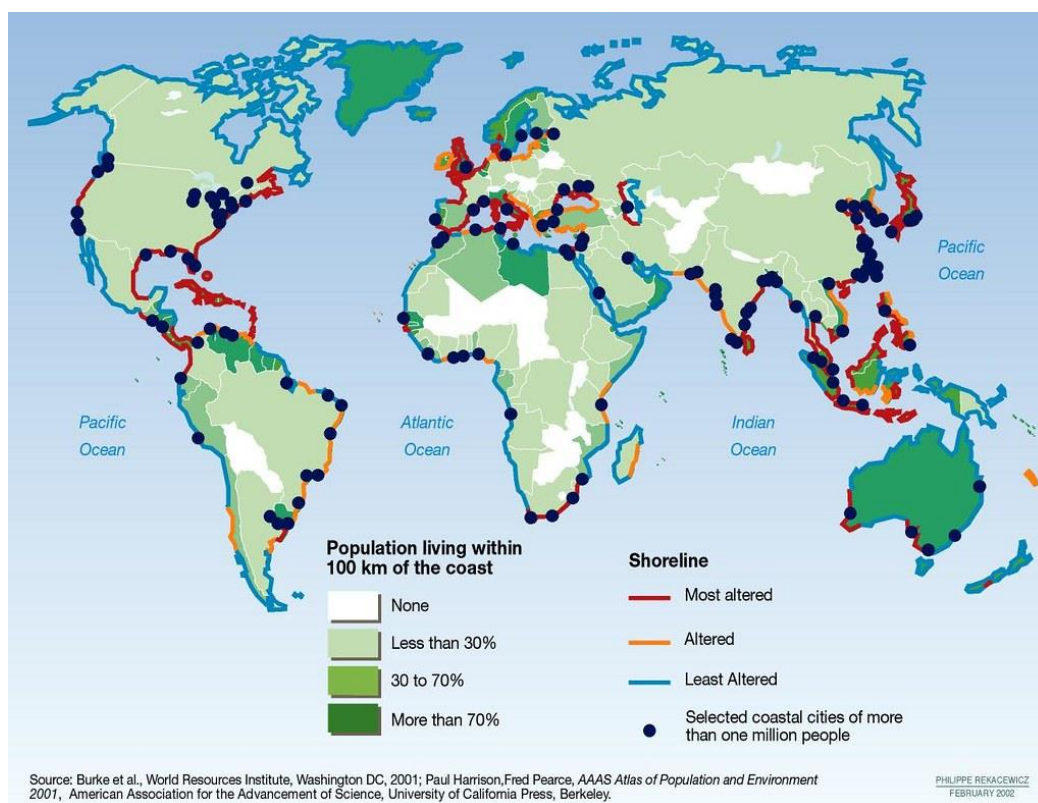 Pacific
Ocean
Pacific
Ocean
Atlantic
Ocean
Indian
Ocean
Population living within
100 km of the coast
None
Less than 30%
30 to 70%
More than 70%
Shoreline
Most altered
Altered
Least Altered
Selected coastal cities of more
than one million people
Source: Burke et al., World Resources Institute, Washington DC, 2001; Paul Harrison,Fred Pearce, AAAS Atlas of Population and Environment
2001, American Association for the Advancement of Science, University of California Press, Berkeley.
PHILIPPE REKACEWICZ
FEBRUARY 2002